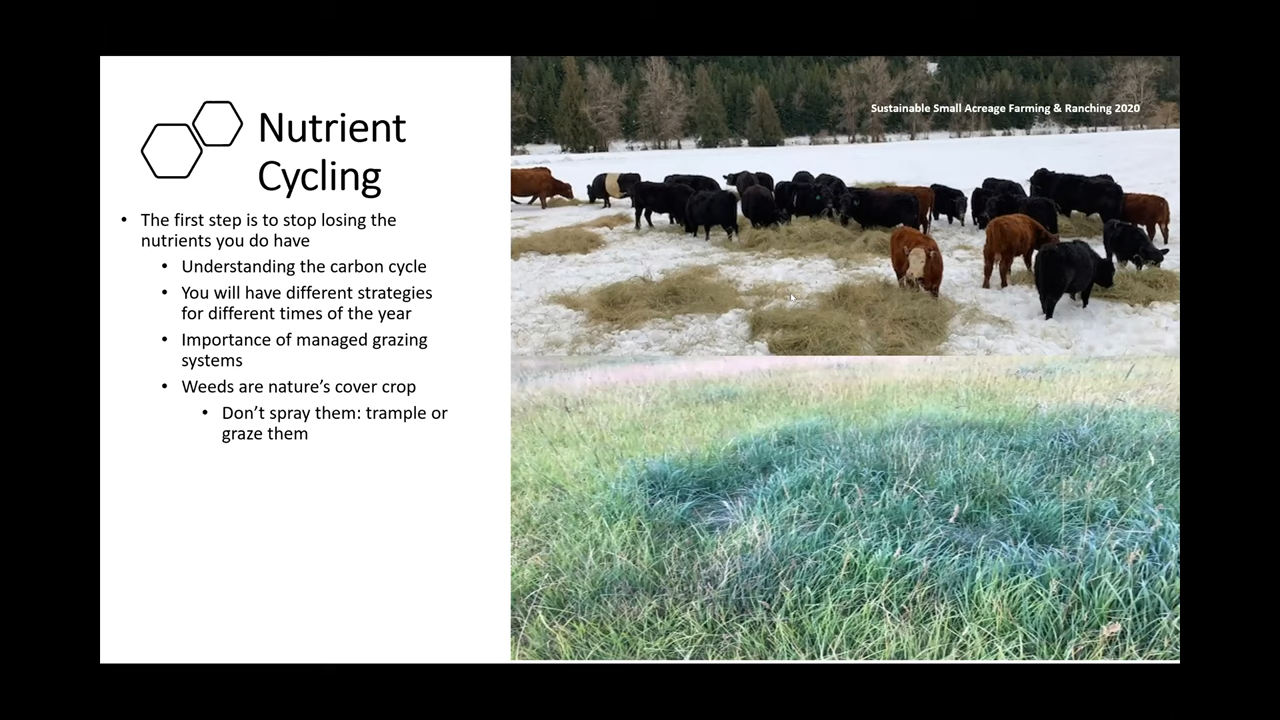 Nutrient
Cycling
Sustainable Small Acreage Farming & Ranching 2020
• The first step is to stop losing the
nutrients you do have
• Understanding the carbon cycle
• You will have different strategies
for different times of the year
• Importance of managed grazing
systems
• Weeds are nature’s cover crop
• Don’t spray them: trample or
graze them